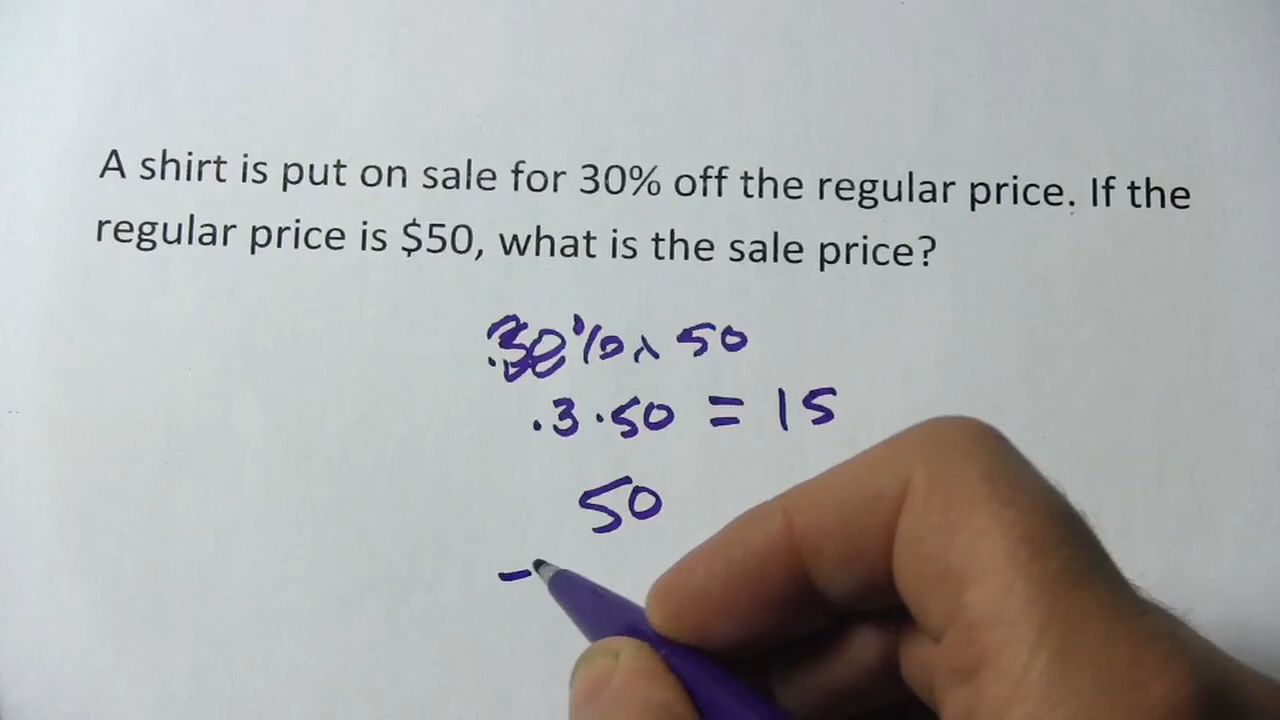 A shirt is put on sale for 30% off the regular price. If the
regular price is $50, what is the sale price?
.30% x 50
.3 · 50 = 15
50
-